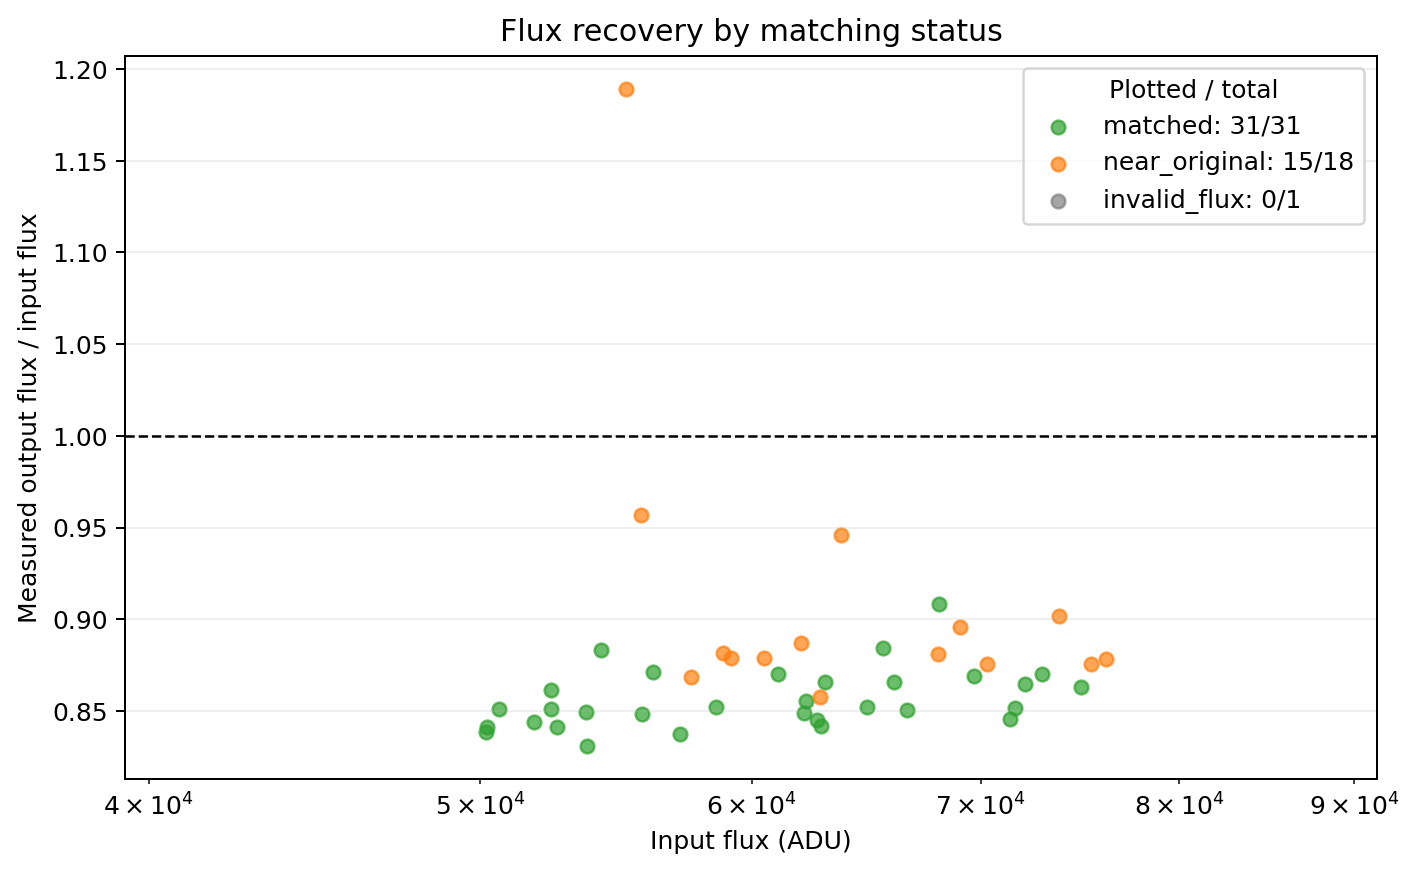 Flux recovery by matching status
Plotted / total
matched: 31/31
near_original: 15/18
invalid_flux: 0/1
Measured output flux / input flux
1.20
1.15
1.10
1.05
1.00
0.95
0.90
0.85
4 × 10⁴
5 × 10⁴
6 × 10⁴
7 × 10⁴
8 × 10⁴
9 × 10⁴
Input flux (ADU)